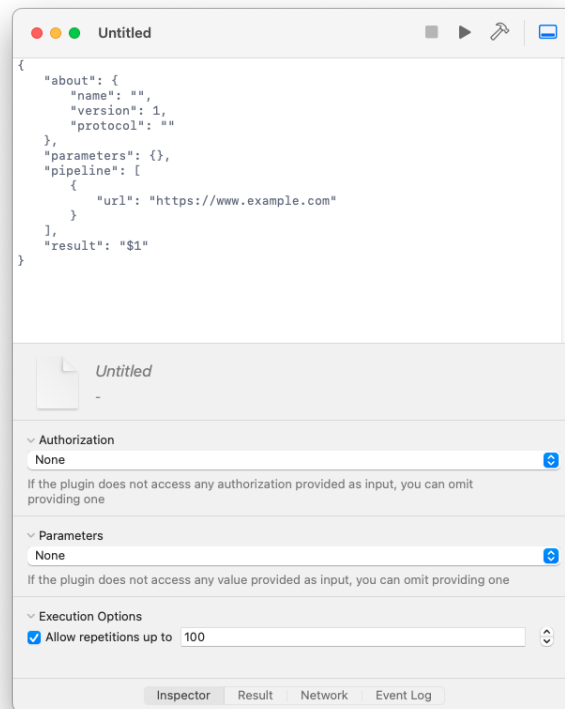 Untitled
{
"about": {
"name": "",
"version": 1,
"protocol": ""
},
"parameters": {},
"pipeline": [
{
"url": "https://www.example.com"
}
],
"result": "$1"
}
Untitled
-
Authorization
None
If the plugin does not access any authorization provided as input, you can omit
providing one
Parameters
None
If the plugin does not access any value provided as input, you can omit providing one
Execution Options
Allow repetitions up to 100
Inspector Result Network Event Log